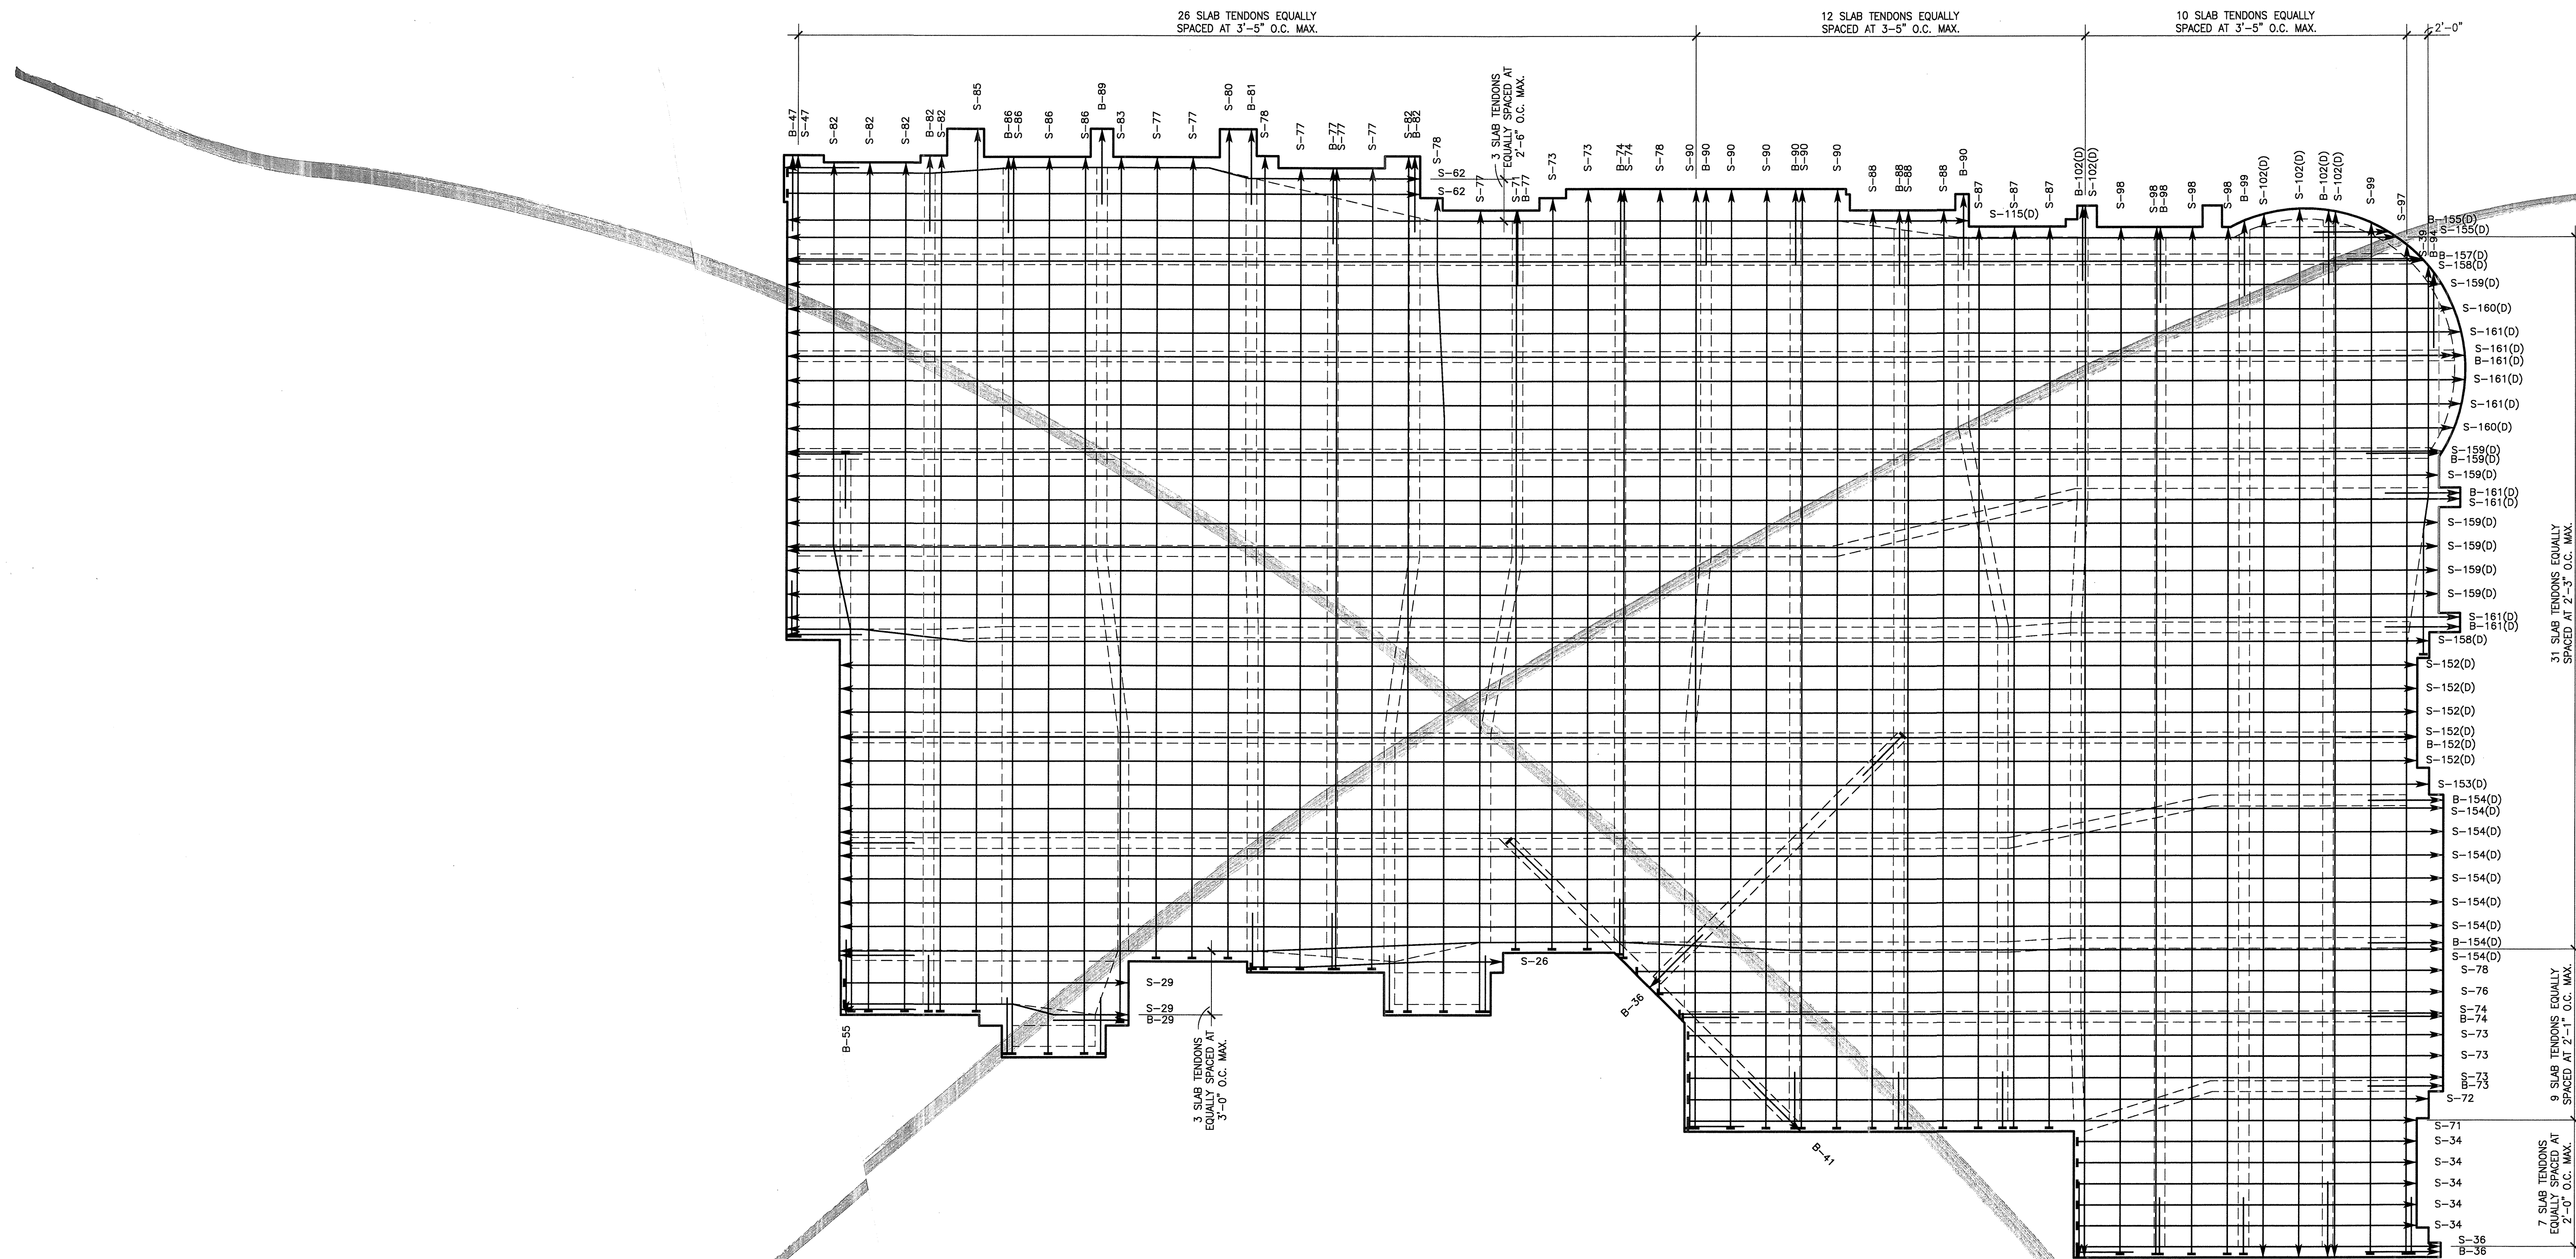 26 SLAB TENDONS EQUALLY
SPACED AT 3'-5" O.C. MAX.
12 SLAB TENDONS EQUALLY
SPACED AT 3-5" O.C. MAX.
10 SLAB TENDONS EQUALLY
SPACED AT 3'-5" O.C. MAX.
2'-0"
B-47
S-47
S-82
S-82
S-82
B-82
S-82
S-85
B-86
S-86
S-86
S-86
B-89
S-83
S-77
S-77
S-80
B-81
S-78
S-77
B-77
S-77
S-77
S-82
B-82
S-78
S-62
S-62
3 SLAB TENDONS
EQUALLY SPACED AT
2'-6" O.C. MAX.
S-77
S-71
B-77
S-73
S-73
B-74
S-74
S-78
S-90
B-90
S-90
S-90
B-90
S-90
S-90
S-88
B-88
S-88
S-88
B-90
S-87
S-87
S-87
S-115(D)
B-102(D)
S-102(D)
S-98
S-98
B-98
S-98
S-98
B-99
S-102(D)
S-102(D)
B-102(D)
S-102(D)
S-99
S-97
S-39
B-94
B-155(D)
S-155(D)
B-157(D)
S-158(D)
S-159(D)
S-160(D)
S-161(D)
S-161(D)
B-161(D)
S-161(D)
S-161(D)
S-160(D)
S-159(D)
B-159(D)
S-159(D)
B-161(D)
S-161(D)
S-159(D)
S-159(D)
S-159(D)
S-159(D)
S-161(D)
B-161(D)
S-158(D)
S-152(D)
S-152(D)
S-152(D)
S-152(D)
B-152(D)
S-152(D)
S-153(D)
B-154(D)
S-154(D)
S-154(D)
S-154(D)
S-154(D)
S-154(D)
S-154(D)
B-154(D)
S-154(D)
S-78
S-76
S-74
B-74
S-73
S-73
S-73
B-73
S-72
S-71
S-34
S-34
S-34
S-34
S-34
S-36
B-36
31 SLAB TENDONS EQUALLY
SPACED AT 2'-3" O.C. MAX.
9 SLAB TENDONS EQUALLY
SPACED AT 2'-1" O.C. MAX.
7 SLAB TENDONS
EQUALLY SPACED AT
2'-0" O.C. MAX.
S-29
S-29
B-29
B-55
3 SLAB TENDONS
EQUALLY SPACED AT
3'-0" O.C. MAX.
S-26
B-36
B-41